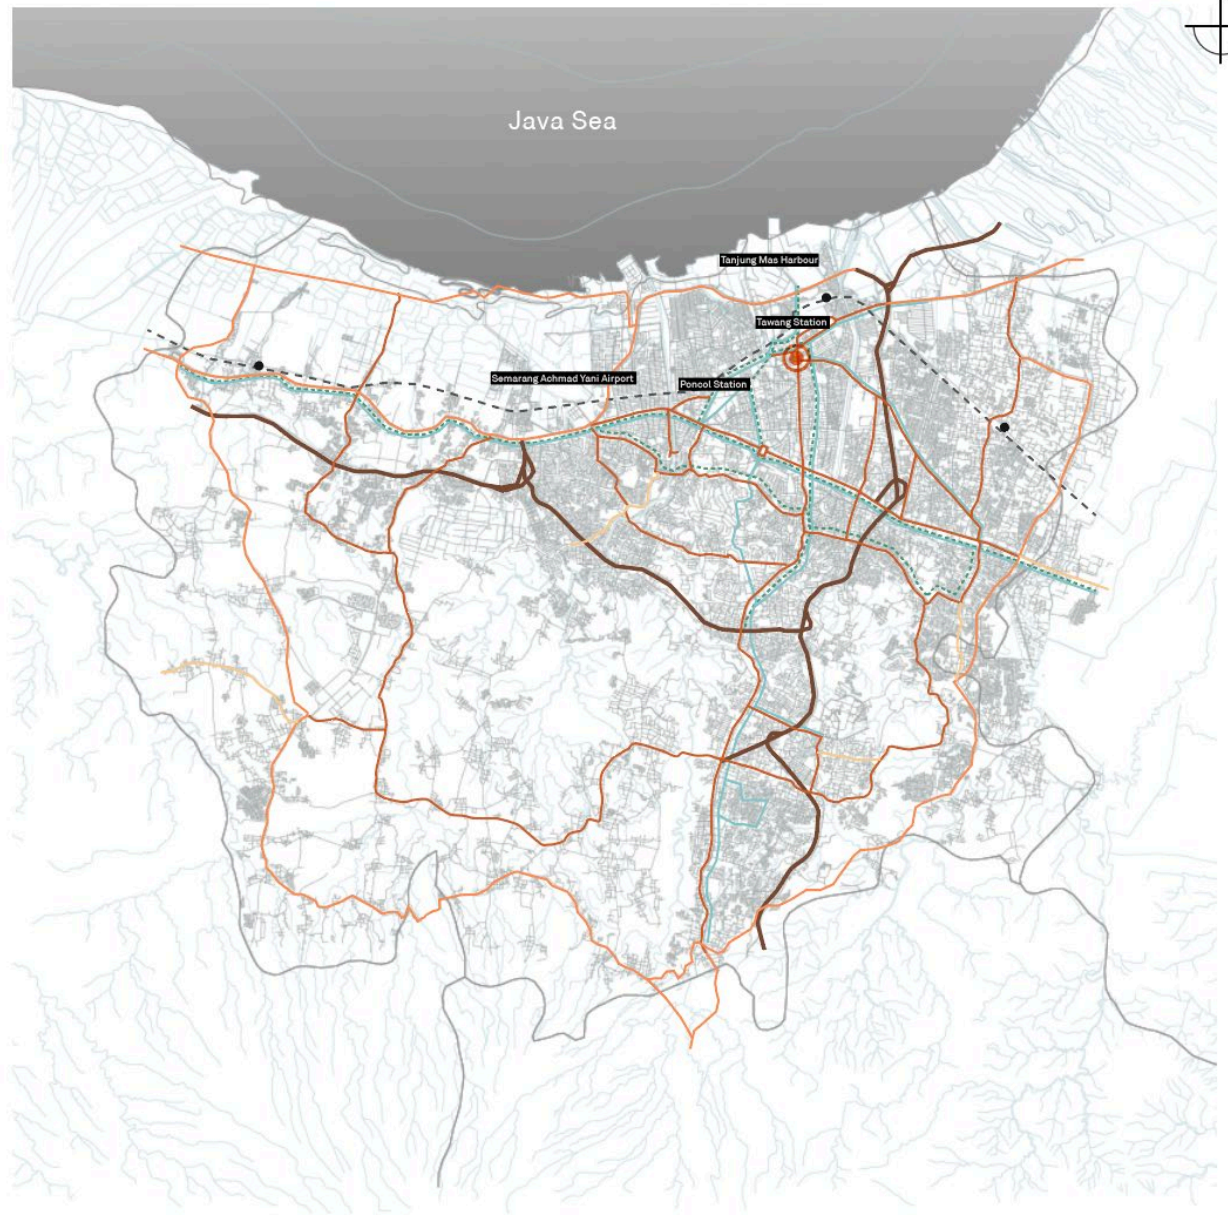 Java Sea
Tanjung Mas Harbour
Tawang Station
Semarang Achmad Yani Airport
Poncol Station